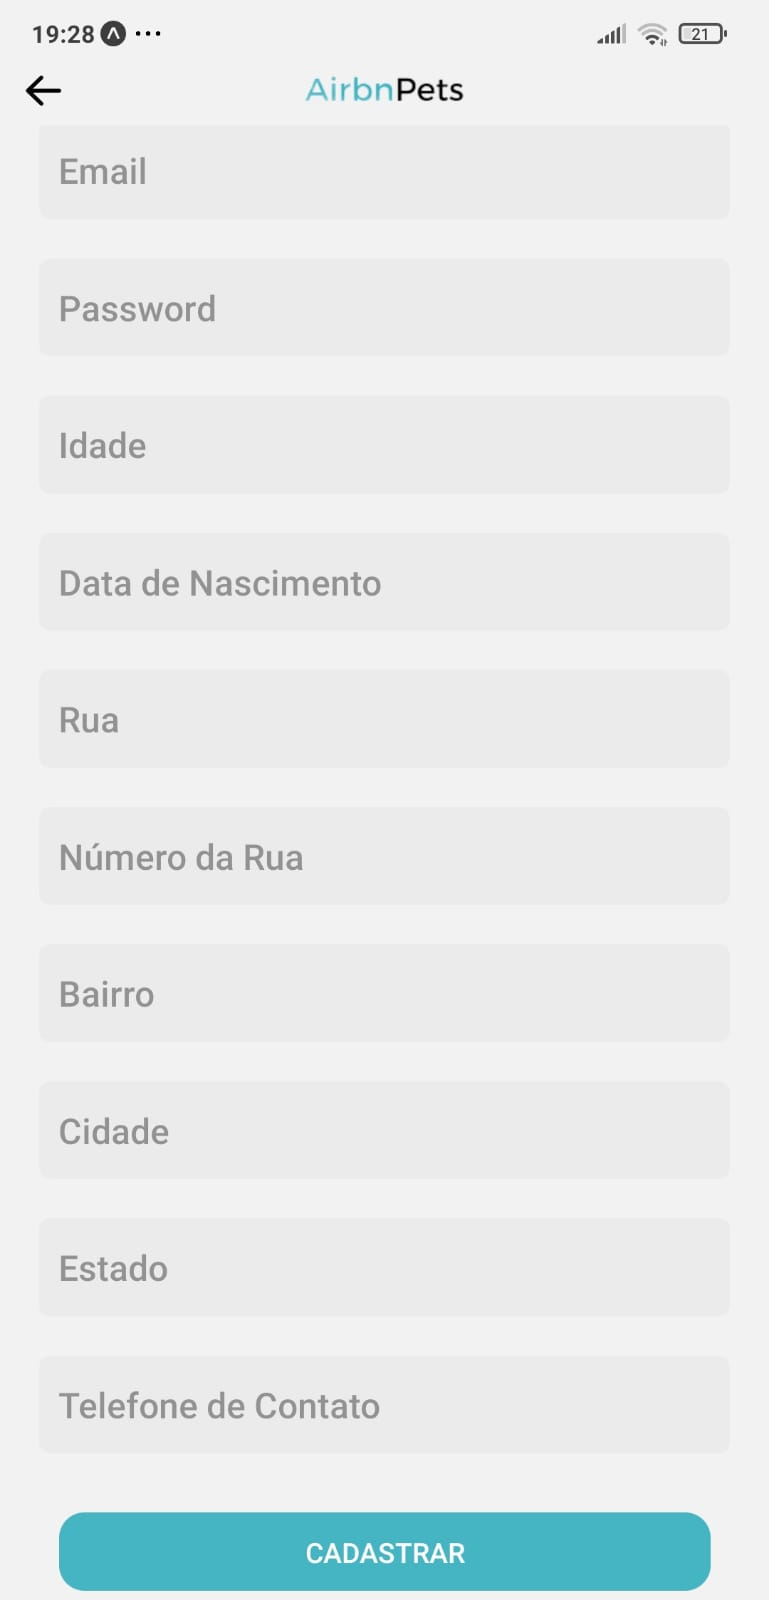 19:28
21
AirbnPets
Email
Password
Idade
Data de Nascimento
Rua
Número da Rua
Bairro
Cidade
Estado
Telefone de Contato
CADASTRAR